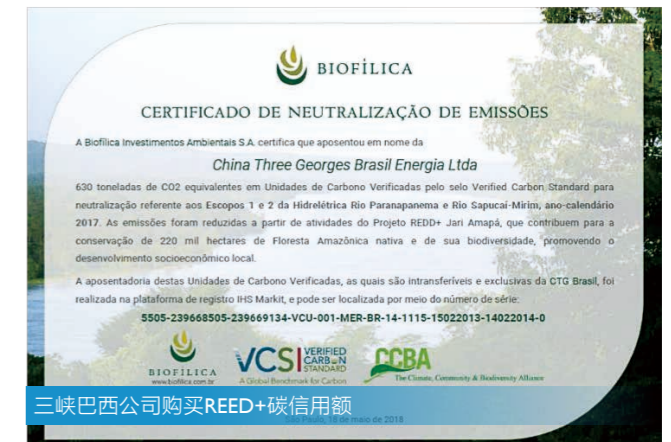 BIOFÍLICA
CERTIFICADO DE NEUTRALIZAÇÃO DE EMISSÕES
A Biofílica Investimentos Ambientais S.A. certifica que aposentou em nome da
China Three Georges Brasil Energia Ltda
630 toneladas de CO2 equivalentes em Unidades de Carbono Verificadas pelo selo Verified Carbon Standard para
neutralização referente aos Escopos 1 e 2 da Hidrelétrica Rio Paranapanema e Rio Sapucaí-Mirim, ano-calendário
2017. As emissões foram reduzidas a partir de atividades do Projeto REDD+ Jari Amapá, que contribuem para a
conservação de 220 mil hectares de Floresta Amazônica nativa e de sua biodiversidade, promovendo o
desenvolvimento socioeconômico local.
A aposentadoria destas Unidades de Carbono Verificadas, as quais são intransferíveis e exclusivas da CTG Brasil, foi
realizada na plataforma de registro IHS Markit, e pode ser localizada por meio do número de série:
5505-239668505-239669134-VCU-001-MER-BR-14-1115-15022013-14022014-0
BIOFÍLICA
www.biofilica.com.br
VCS VERIFIED CARBON STANDARD
A Global Benchmark for Carbon
CCBA
The Climate, Community & Biodiversity Alliance
三峡巴西公司购买REED+碳信用额
São Paulo, 18 de maio de 2018